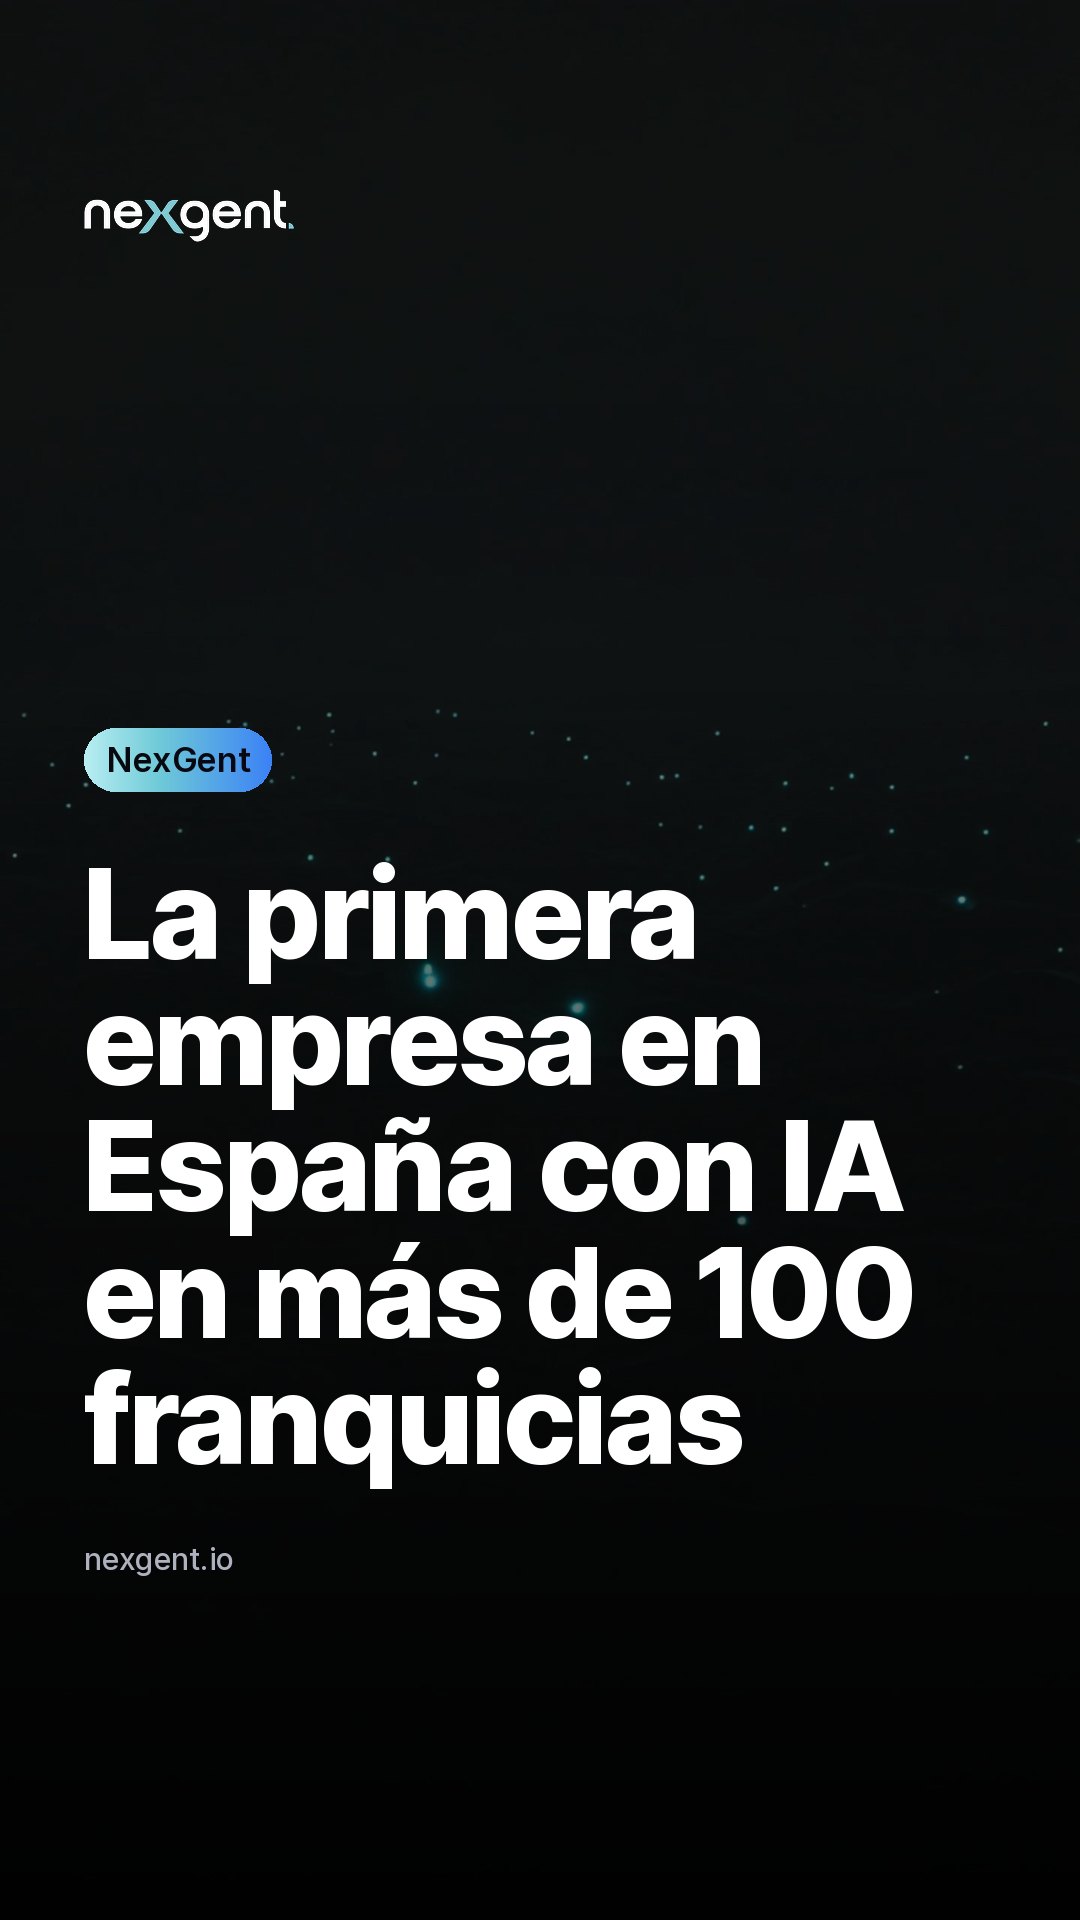 nexgent.
NexGent
La primera
empresa en
España con IA
en más de 100
franquicias
nexgent.io